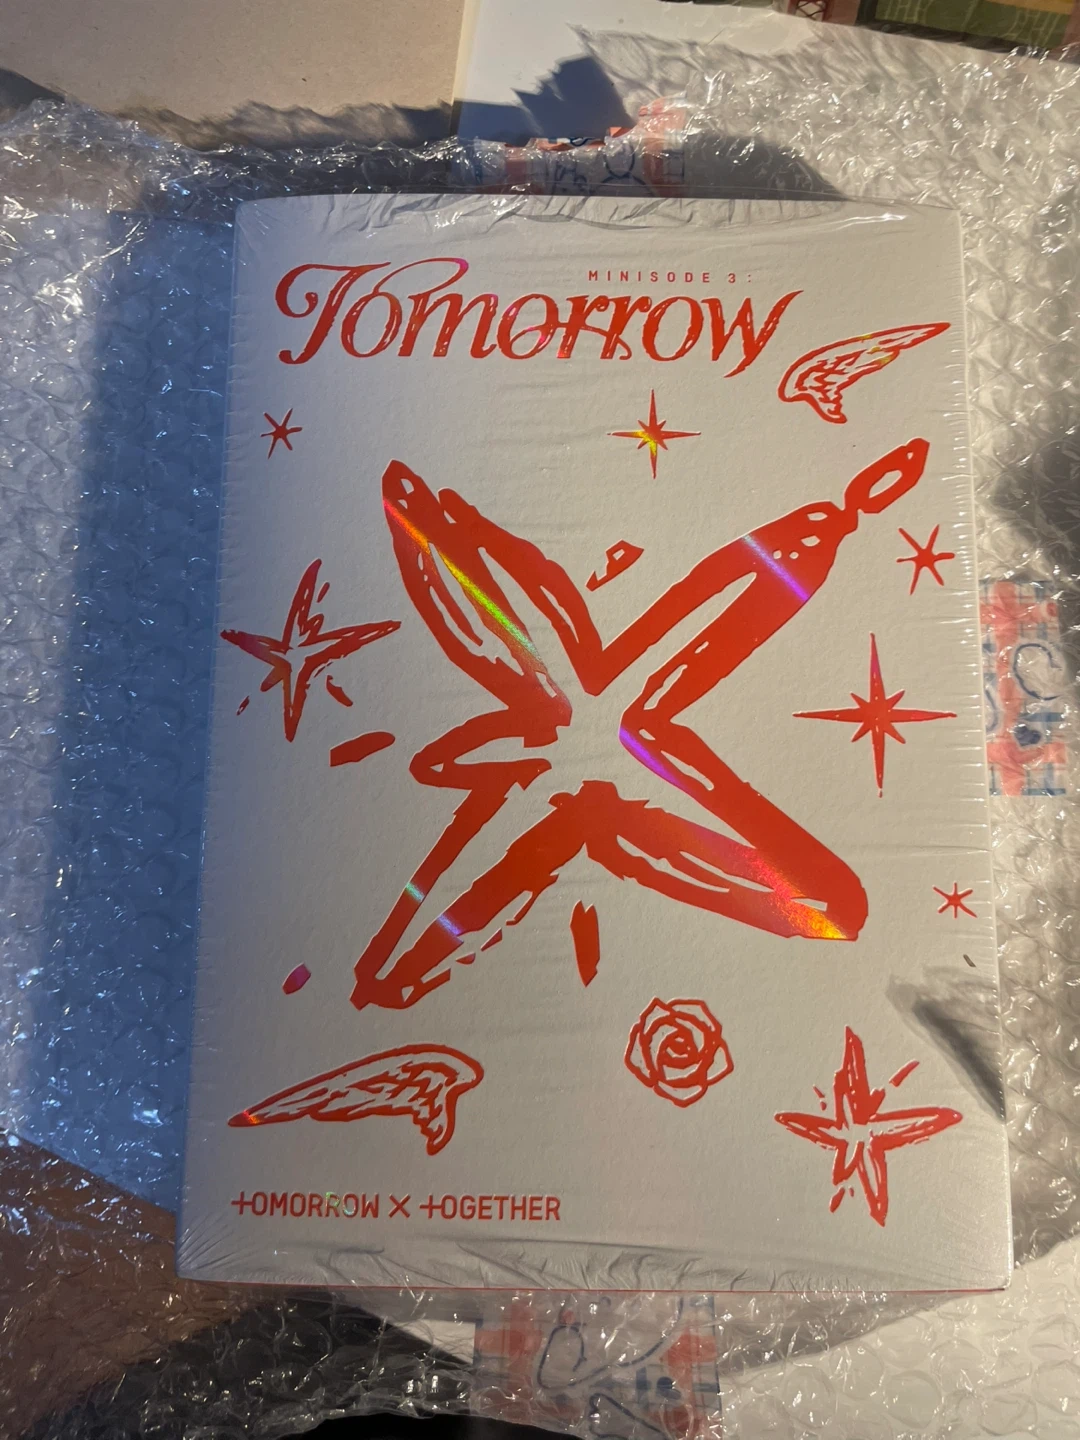 MINISODE 3:
Tomorrow
TOMORROW X TOGETHER